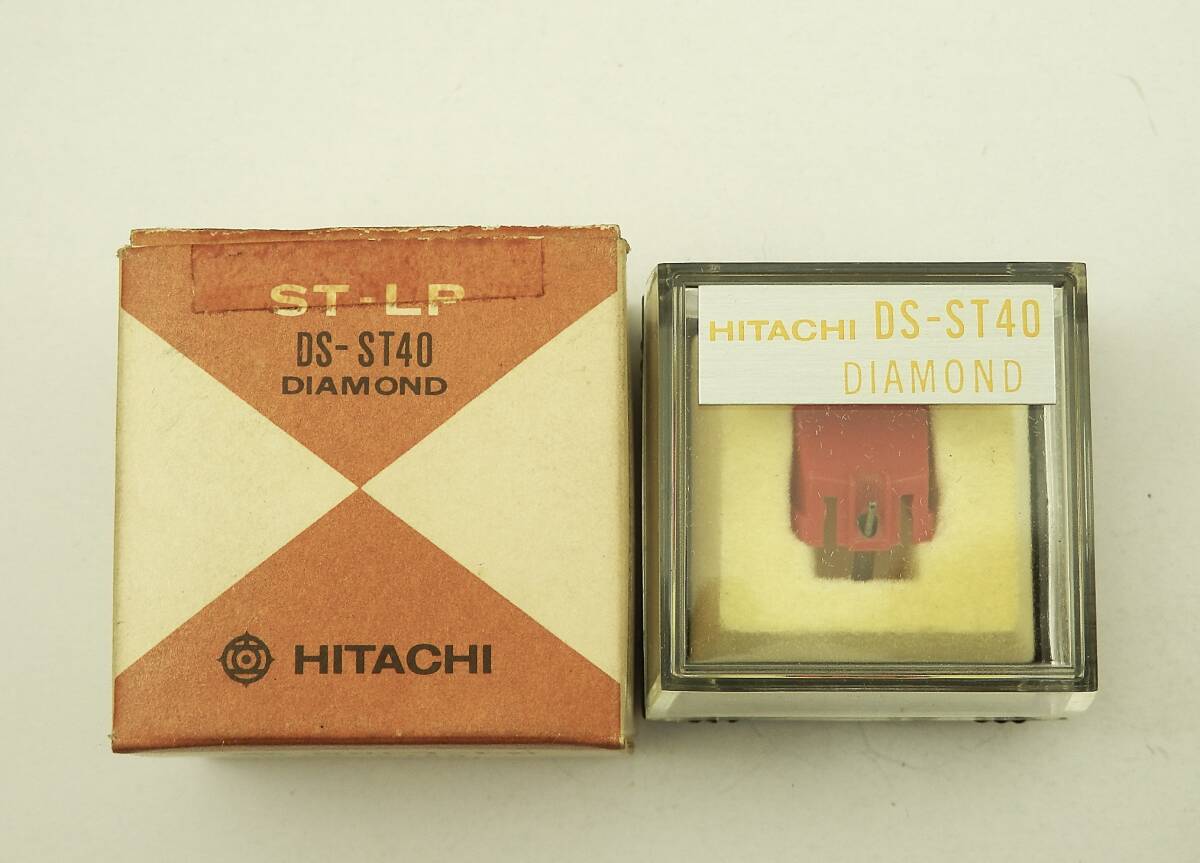 ST-LP
DS-ST40
DIAMOND
HITACHI
HITACHI DS-ST40
DIAMOND